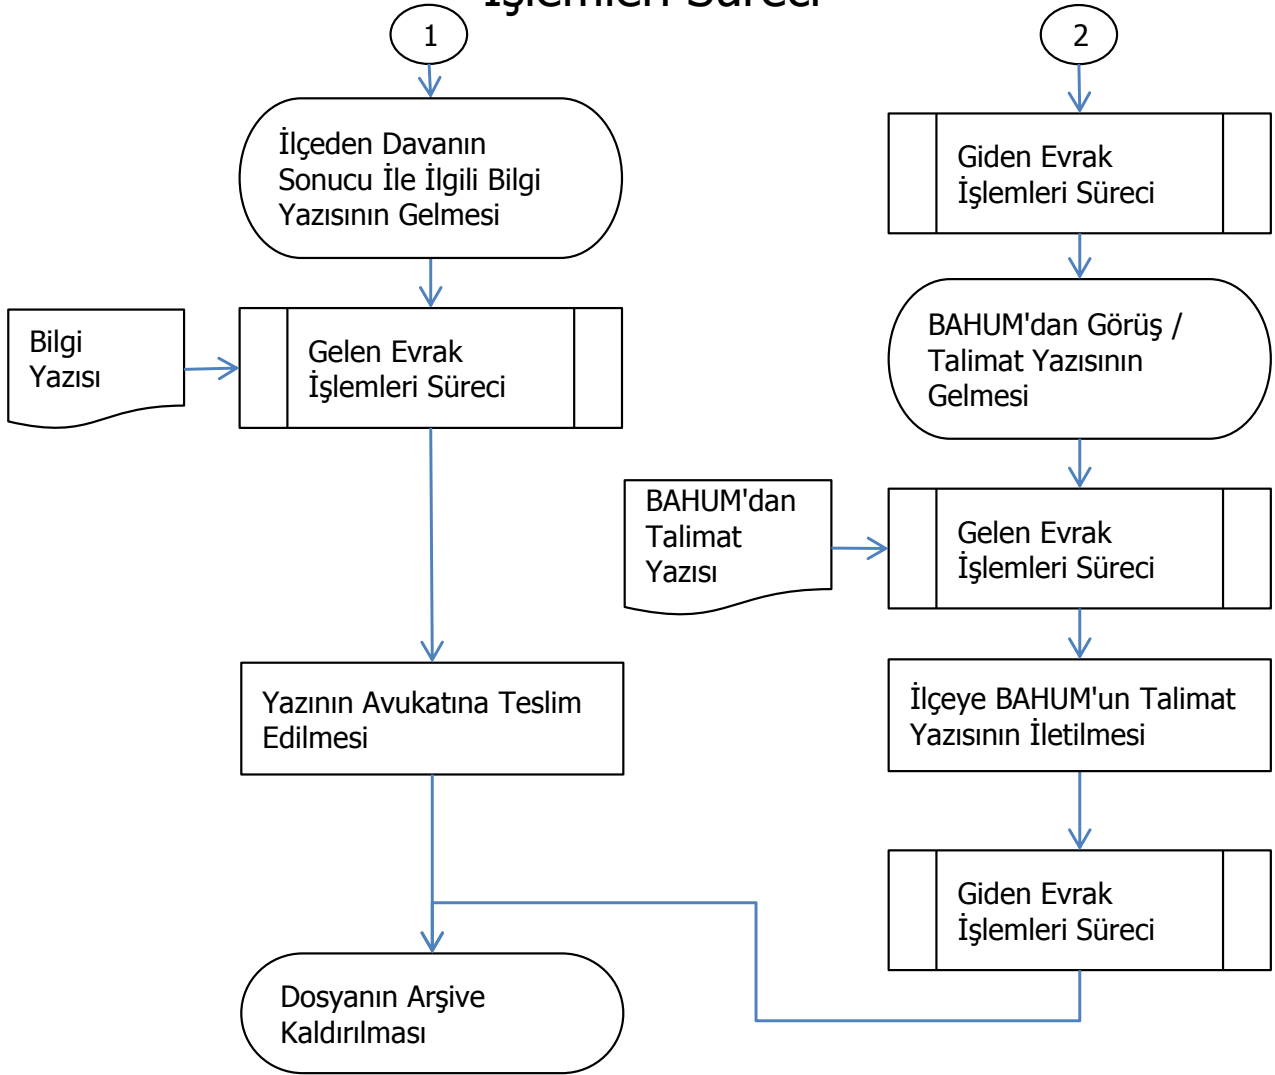 İşlemleri Süreci
1
İlçeden Davanın
Sonucu İle İlgili Bilgi
Yazısının Gelmesi
Bilgi
Yazısı
Gelen Evrak
İşlemleri Süreci
Yazının Avukatına Teslim
Edilmesi
Dosyanın Arşive
Kaldırılması
2
Giden Evrak
İşlemleri Süreci
BAHUM'dan Görüş /
Talimat Yazısının
Gelmesi
BAHUM'dan
Talimat
Yazısı
Gelen Evrak
İşlemleri Süreci
İlçeye BAHUM'un Talimat
Yazısının İletilmesi
Giden Evrak
İşlemleri Süreci